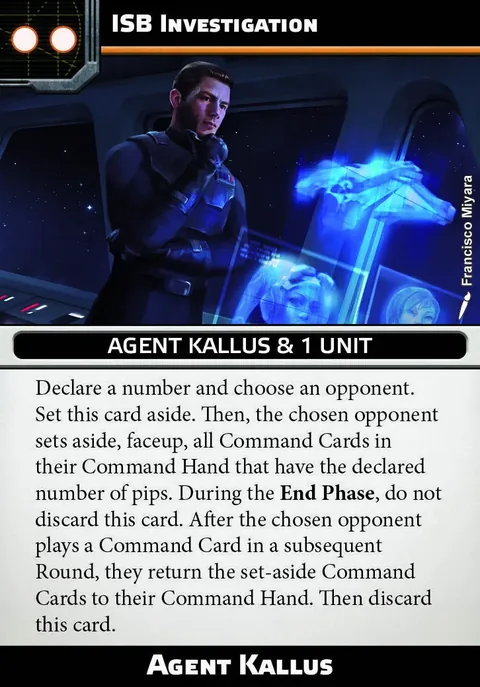 ISB Investigation
Francisco Miyara
AGENT KALLUS & 1 UNIT
Declare a number and choose an opponent.
Set this card aside. Then, the chosen opponent
sets aside, faceup, all Command Cards in
their Command Hand that have the declared
number of pips. During the End Phase, do not
discard this card. After the chosen opponent
plays a Command Card in a subsequent
Round, they return the set-aside Command
Cards to their Command Hand. Then discard
this card.
Agent Kallus